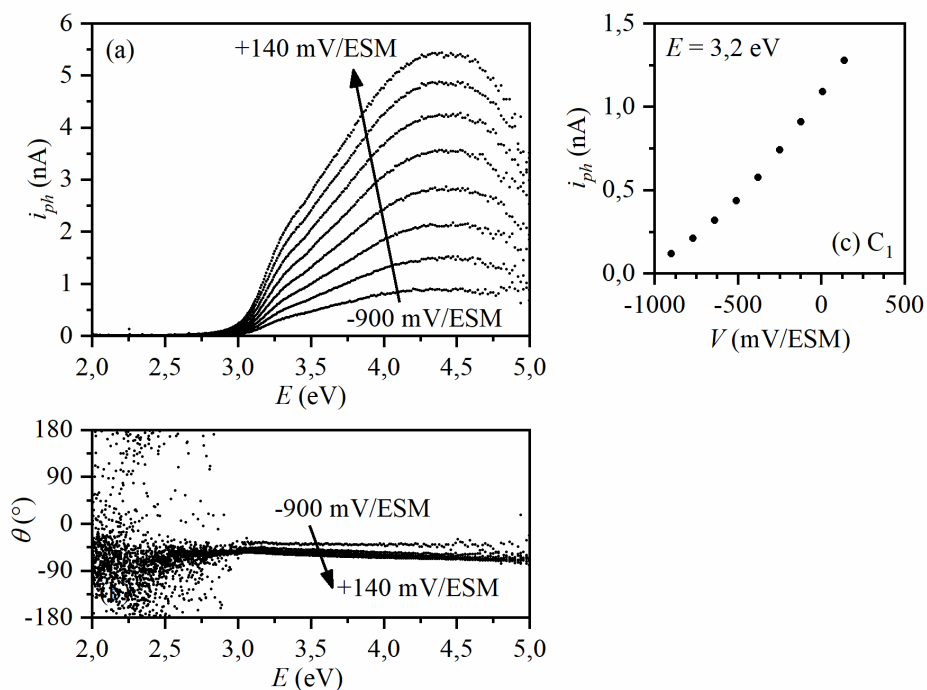 (a)
+140 mV/ESM
-900 mV/ESM
i_ph (nA)
6
5
4
3
2
1
0
2,0 2,5 3,0 3,5 4,0 4,5 5,0
E (eV)
E = 3,2 eV
(c) C₁
i_ph (nA)
1,5
1,0
0,5
0,0
-1000 -500 0 500
V (mV/ESM)
-900 mV/ESM
+140 mV/ESM
θ (°)
180
90
0
-90
-180
2,0 2,5 3,0 3,5 4,0 4,5 5,0
E (eV)